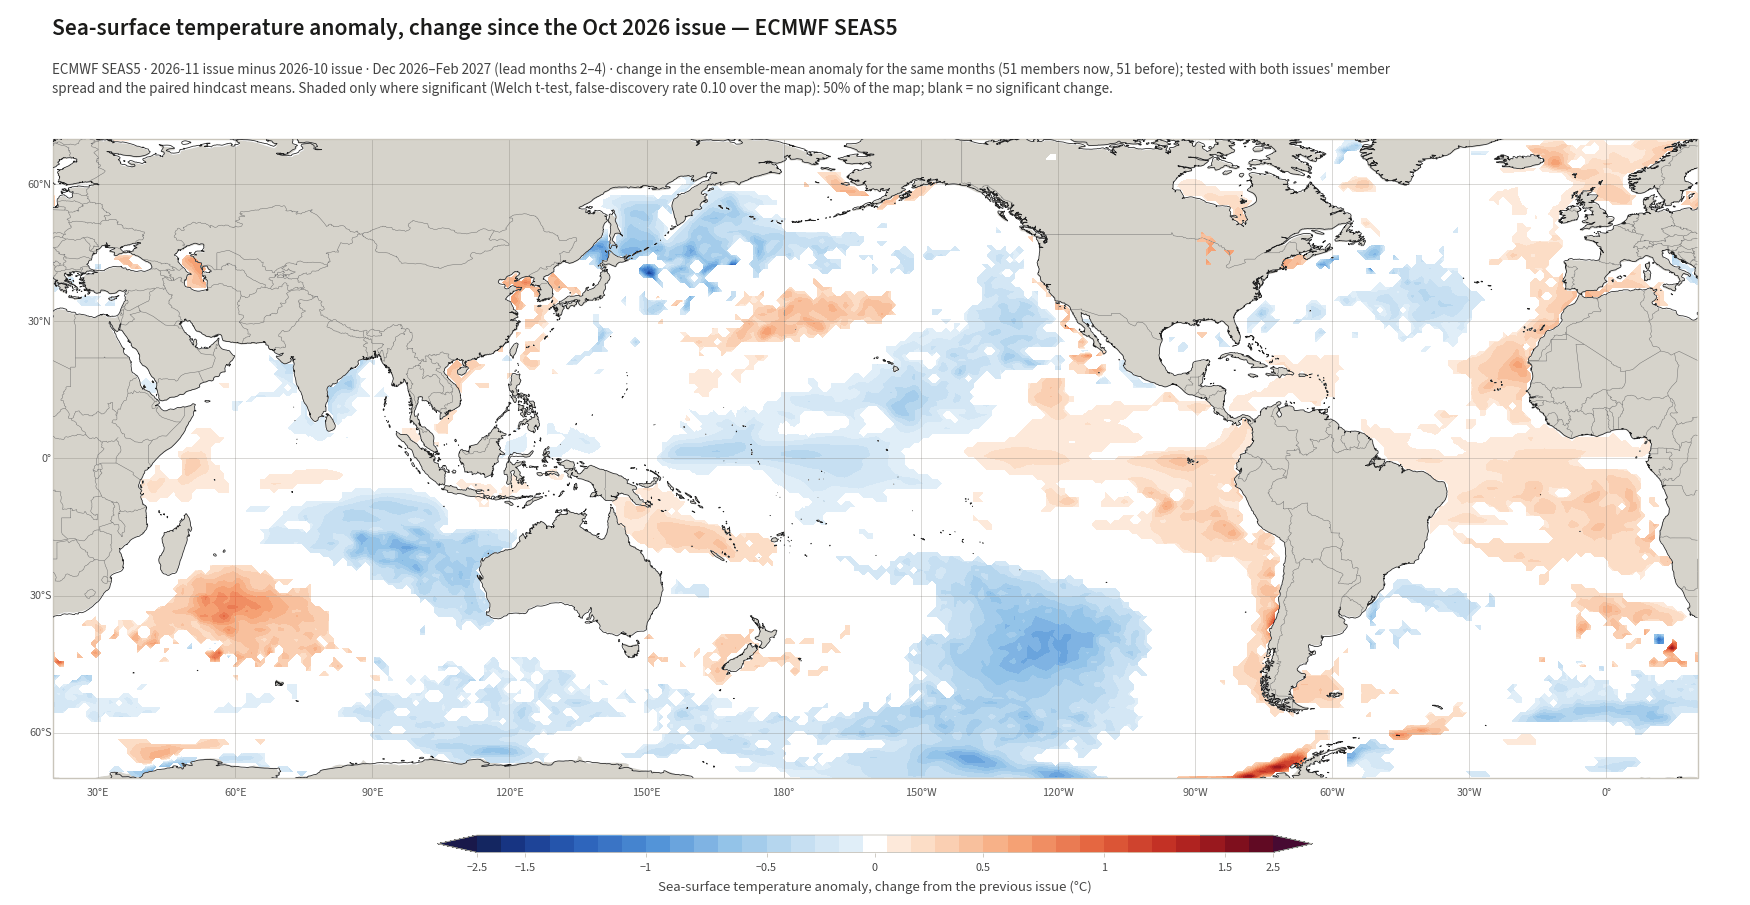 Sea-surface temperature anomaly, change since the Oct 2026 issue — ECMWF SEAS5
ECMWF SEAS5 · 2026-11 issue minus 2026-10 issue · Dec 2026–Feb 2027 (lead months 2–4) · change in the ensemble-mean anomaly for the same months (51 members now, 51 before); tested with both issues' member
spread and the paired hindcast means. Shaded only where significant (Welch t-test, false-discovery rate 0.10 over the map): 50% of the map; blank = no significant change.
60°N
30°N
0°
30°S
60°S
30°E 60°E 90°E 120°E 150°E 180° 150°W 120°W 90°W 60°W 30°W 0°
−2.5 −1.5 −1 −0.5 0 0.5 1 1.5 2.5
Sea-surface temperature anomaly, change from the previous issue (°C)